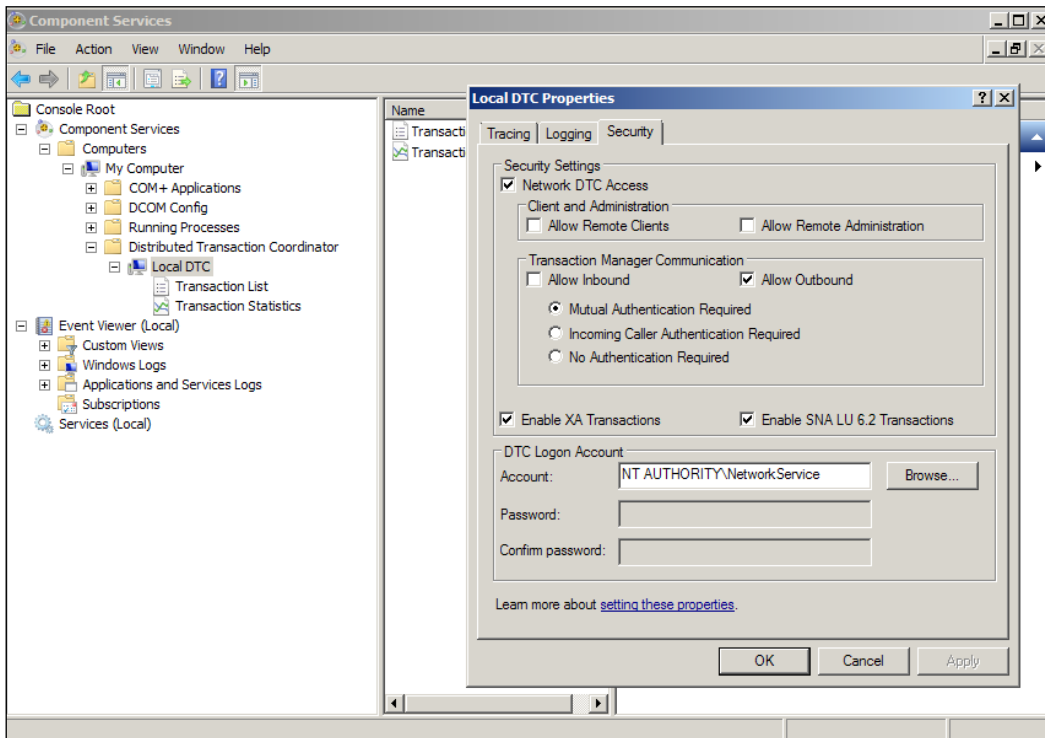 Component Services
File Action View Window Help
Console Root
Component Services
Computers
My Computer
COM+ Applications
DCOM Config
Running Processes
Distributed Transaction Coordinator
Local DTC
Transaction List
Transaction Statistics
Event Viewer (Local)
Custom Views
Windows Logs
Applications and Services Logs
Subscriptions
Services (Local)
Name
Transacti
Transacti
Local DTC Properties
Tracing Logging Security
Security Settings
Network DTC Access
Client and Administration
Allow Remote Clients Allow Remote Administration
Transaction Manager Communication
Allow Inbound Allow Outbound
Mutual Authentication Required
Incoming Caller Authentication Required
No Authentication Required
Enable XA Transactions Enable SNA LU 6.2 Transactions
DTC Logon Account
Account: NT AUTHORITY\NetworkService Browse...
Password:
Confirm password:
Learn more about setting these properties.
OK Cancel Apply